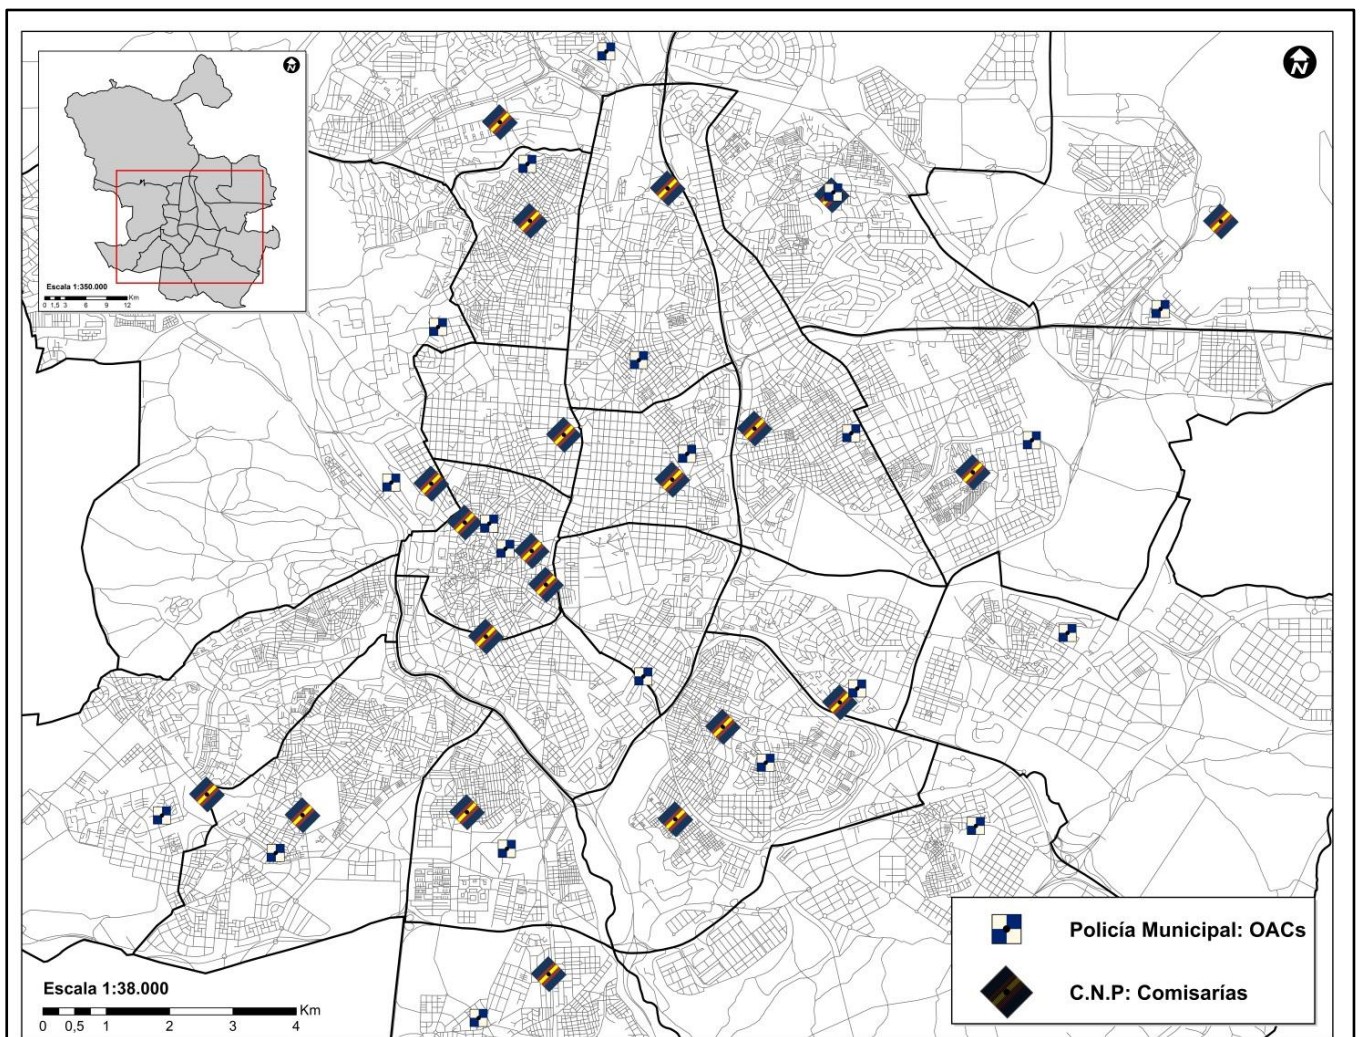 N
N
Escala 1:350.000
Km
0 1,5 3 6 9 12
Policía Municipal: OACs
C.N.P: Comisarías
Escala 1:38.000
Km
0 0,5 1 2 3 4